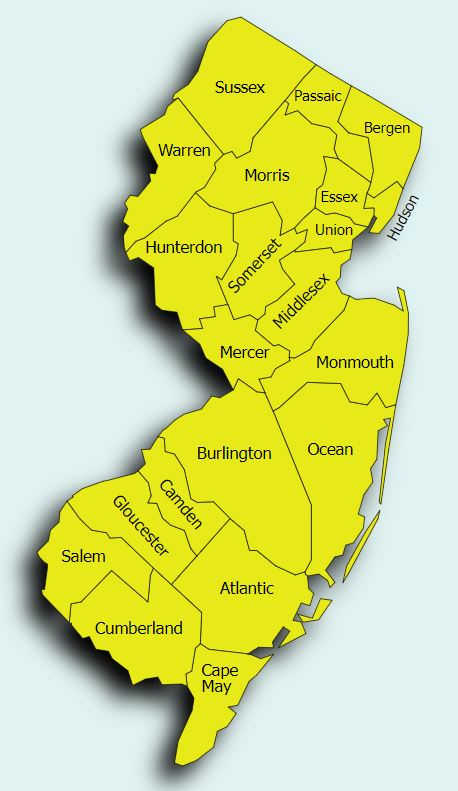 Sussex
Passaic
Bergen
Warren
Morris
Essex
Hudson
Union
Hunterdon
Somerset
Middlesex
Mercer
Monmouth
Burlington
Ocean
Camden
Gloucester
Salem
Atlantic
Cumberland
Cape
May